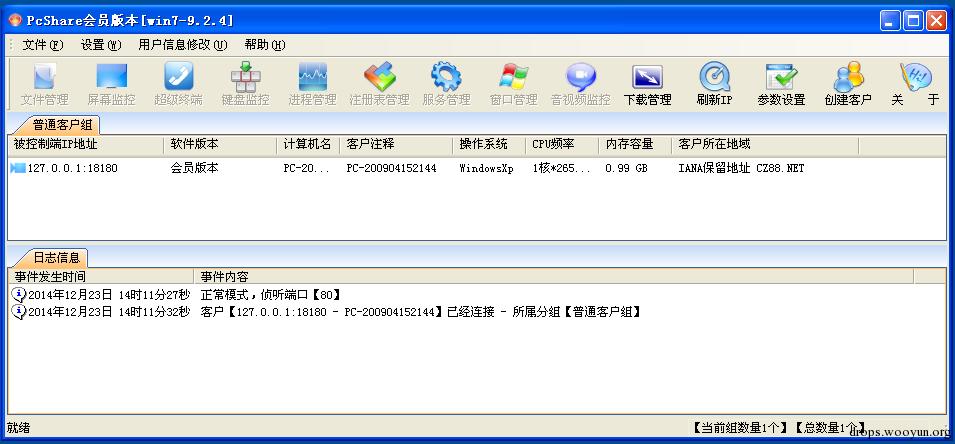 PcShare会员版本[win7-9.2.4]
文件(F) 设置(W) 用户信息修改(U) 帮助(H)
文件管理 屏幕监控 超级终端 键盘监控 进程管理 注册表管理 服务管理 窗口管理 音视频监控 下载管理 刷新IP 参数设置 创建客户 关 于
普通客户组
被控制端IP地址 软件版本 计算机名 客户注释 操作系统 CPU频率 内存容量 客户所在地域
127.0.0.1:18180 会员版本 PC-20... PC-200904152144 WindowsXp 1核*265... 0.99 GB IANA保留地址 CZ88.NET
日志信息
事件发生时间 事件内容
2014年12月23日 14时11分27秒 正常模式，侦听端口【80】
2014年12月23日 14时11分32秒 客户【127.0.0.1:18180 - PC-200904152144】已经连接 - 所属分组【普通客户组】
就绪 【当前组数量1个】【总数量1个】
drops.wooyun.org